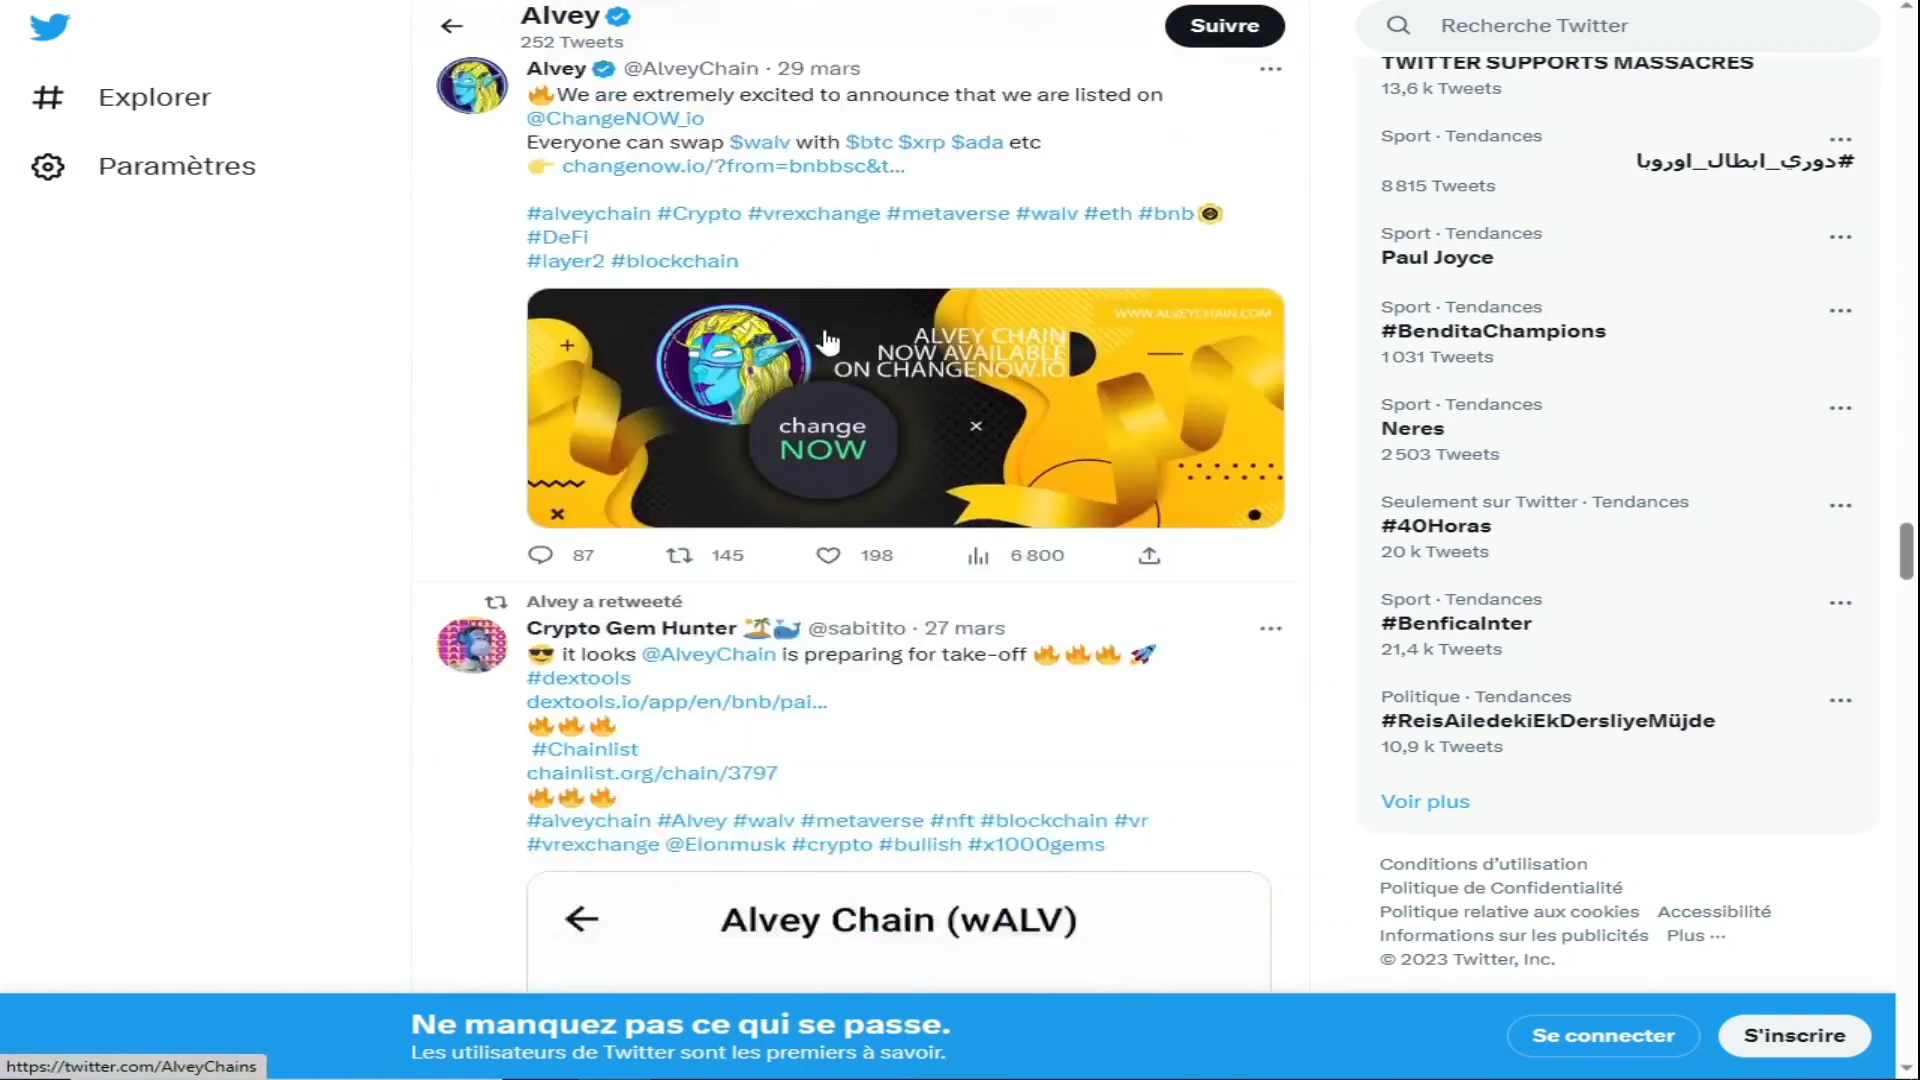 Explorer
Paramètres
Alvey
252 Tweets
Suivre
Alvey @AlveyChain · 29 mars
🔥We are extremely excited to announce that we are listed on
@ChangeNOW_io
Everyone can swap $walv with $btc $xrp $ada etc
👉 changenow.io/?from=bnbbsc&t...
#alveychain #Crypto #vrexchange #metaverse #walv #eth #bnb
#DeFi
#layer2 #blockchain
WWW.ALVEYCHAIN.COM
ALVEY CHAIN
NOW AVAILABLE
ON CHANGENOW.IO
change
NOW
87 145 198 6 800
Alvey a retweeté
Crypto Gem Hunter 🏝️🐳 @sabitito · 27 mars
😎 it looks @AlveyChain is preparing for take-off 🔥🔥🔥 🚀
#dextools
dextools.io/app/en/bnb/pai...
🔥🔥🔥
#Chainlist
chainlist.org/chain/3797
🔥🔥🔥
#alveychain #Alvey #walv #metaverse #nft #blockchain #vr
#vrexchange @Elonmusk #crypto #bullish #x1000gems
Alvey Chain (wALV)
Recherche Twitter
TWITTER SUPPORTS MASSACRES
13,6 k Tweets
Sport · Tendances
#دوري_ابطال_اوروبا
8 815 Tweets
Sport · Tendances
Paul Joyce
Sport · Tendances
#BenditaChampions
1 031 Tweets
Sport · Tendances
Neres
2 503 Tweets
Seulement sur Twitter · Tendances
#40Horas
20 k Tweets
Sport · Tendances
#BenficaInter
21,4 k Tweets
Politique · Tendances
#ReisAiledekiEkDersliyeMüjde
10,9 k Tweets
Voir plus
Conditions d’utilisation
Politique de Confidentialité
Politique relative aux cookies Accessibilité
Informations sur les publicités Plus ···
© 2023 Twitter, Inc.
Ne manquez pas ce qui se passe.
Les utilisateurs de Twitter sont les premiers à savoir.
Se connecter
S'inscrire
https://twitter.com/AlveyChains